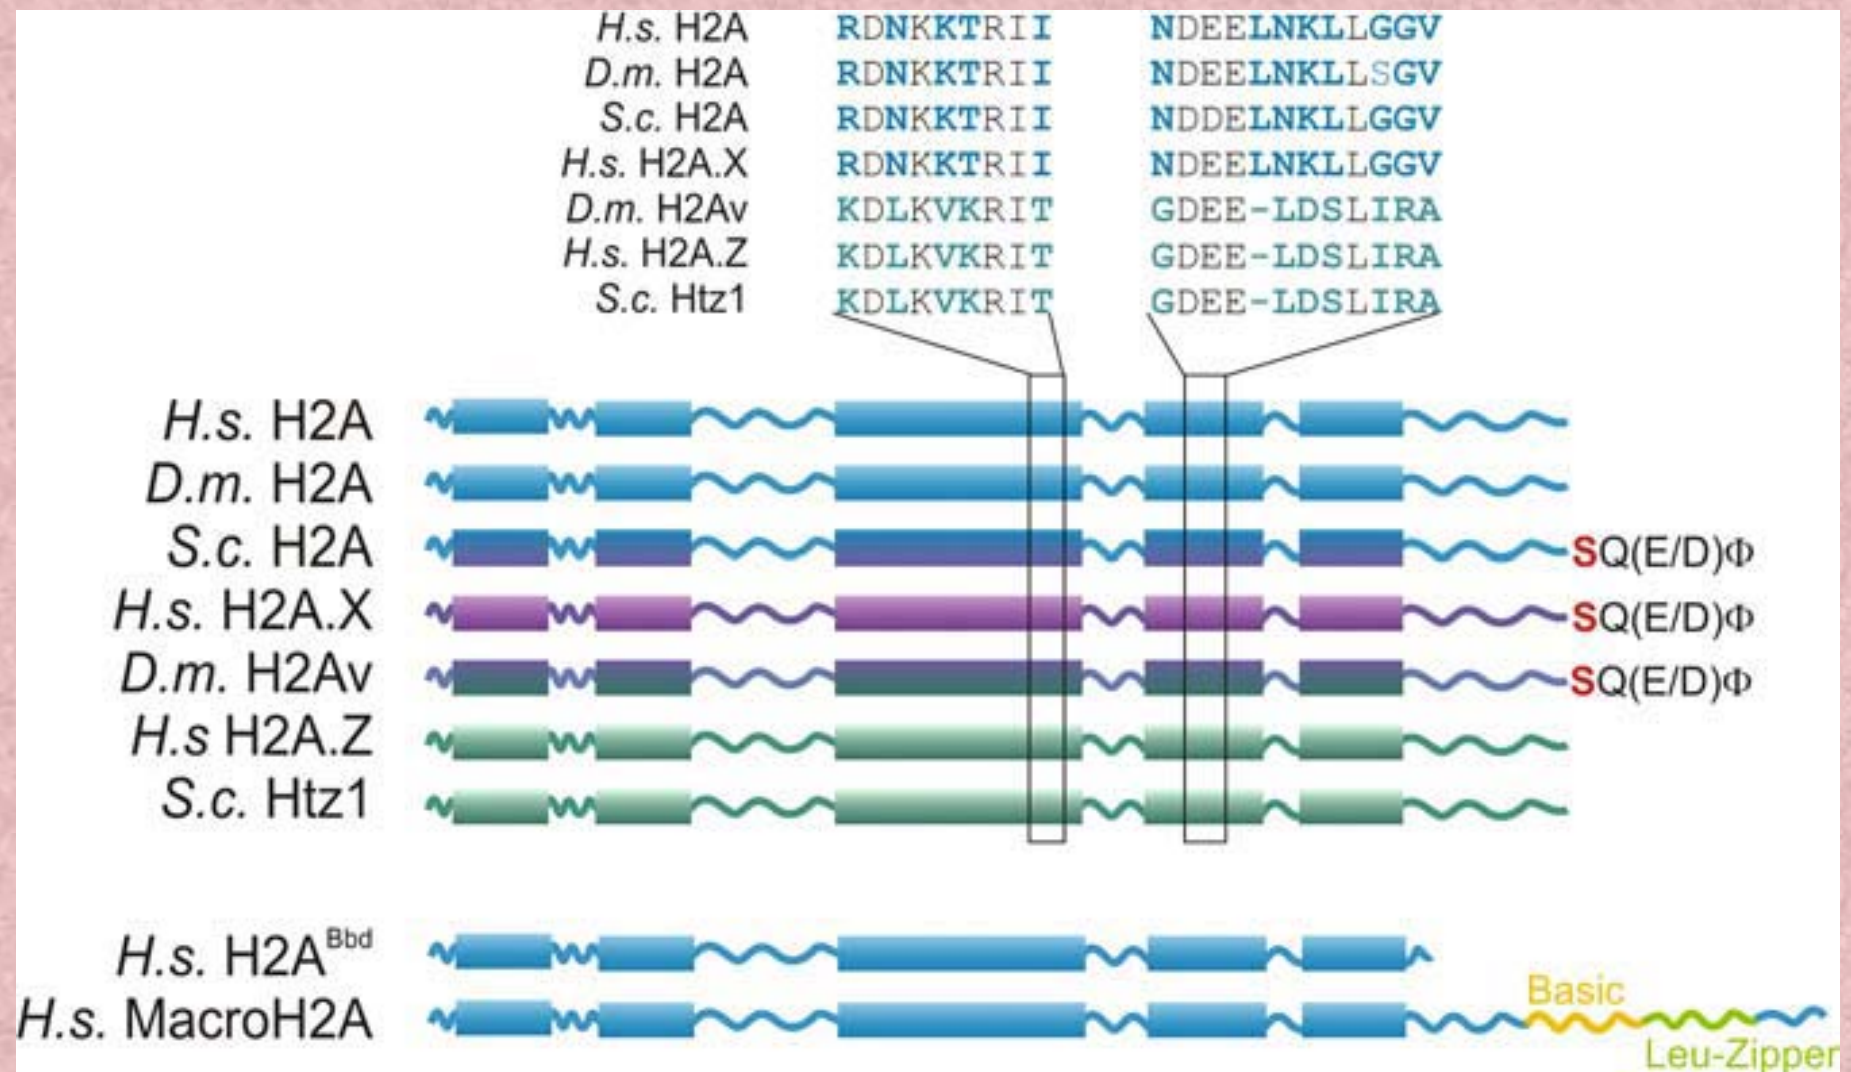 H.s. H2A RDNKKTRII NDEELNKLLGGV
D.m. H2A RDNKKTRII NDEELNKLLSGV
S.c. H2A RDNKKTRII NDDELNKLLGGV
H.s. H2A.X RDNKKTRII NDEELNKLLGGV
D.m. H2Av KDLKVKRIT GDEE-LDSLIRA
H.s. H2A.Z KDLKVKRIT GDEE-LDSLIRA
S.c. Htz1 KDLKVKRIT GDEE-LDSLIRA
H.s. H2A
D.m. H2A
S.c. H2A SQ(E/D)Φ
H.s. H2A.X SQ(E/D)Φ
D.m. H2Av SQ(E/D)Φ
H.s H2A.Z
S.c. Htz1
H.s. H2ABbd
Basic
H.s. MacroH2A
Leu-Zipper